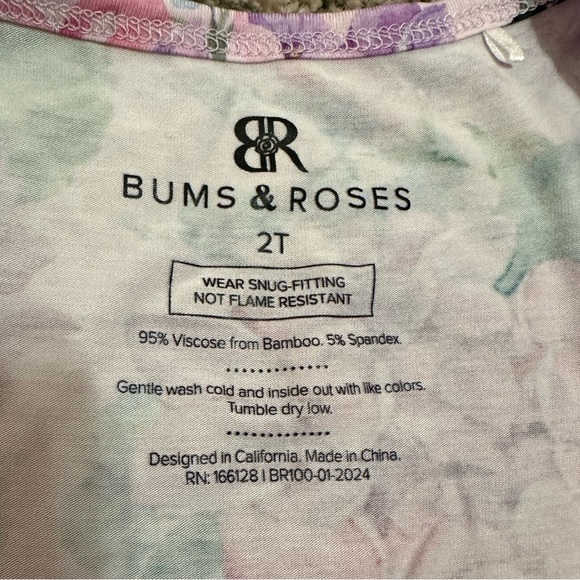 BR
BUMS & ROSES
2T
WEAR SNUG-FITTING
NOT FLAME RESISTANT
95% Viscose from Bamboo. 5% Spandex.
Gentle wash cold and inside out with like colors.
Tumble dry low.
Designed in California. Made in China.
RN: 166128 | BR100-01-2024